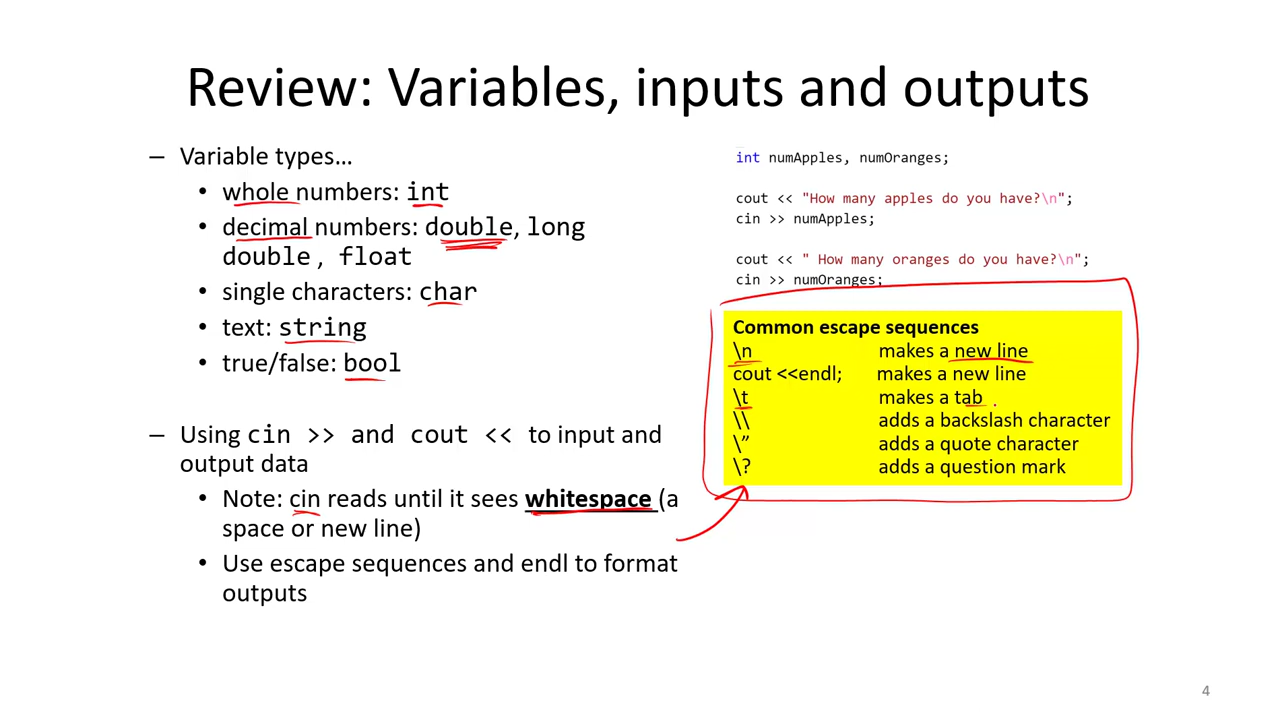 Review: Variables, inputs and outputs
– Variable types…
• whole numbers: int
• decimal numbers: double, long
double , float
• single characters: char
• text: string
• true/false: bool
– Using cin >> and cout << to input and
output data
• Note: cin reads until it sees whitespace (a
space or new line)
• Use escape sequences and endl to format
outputs
int numApples, numOranges;
cout << "How many apples do you have?\n";
cin >> numApples;
cout << " How many oranges do you have?\n";
cin >> numOranges;
Common escape sequences
\n makes a new line
cout <<endl; makes a new line
\t makes a tab
\\ adds a backslash character
\” adds a quote character
\? adds a question mark
4